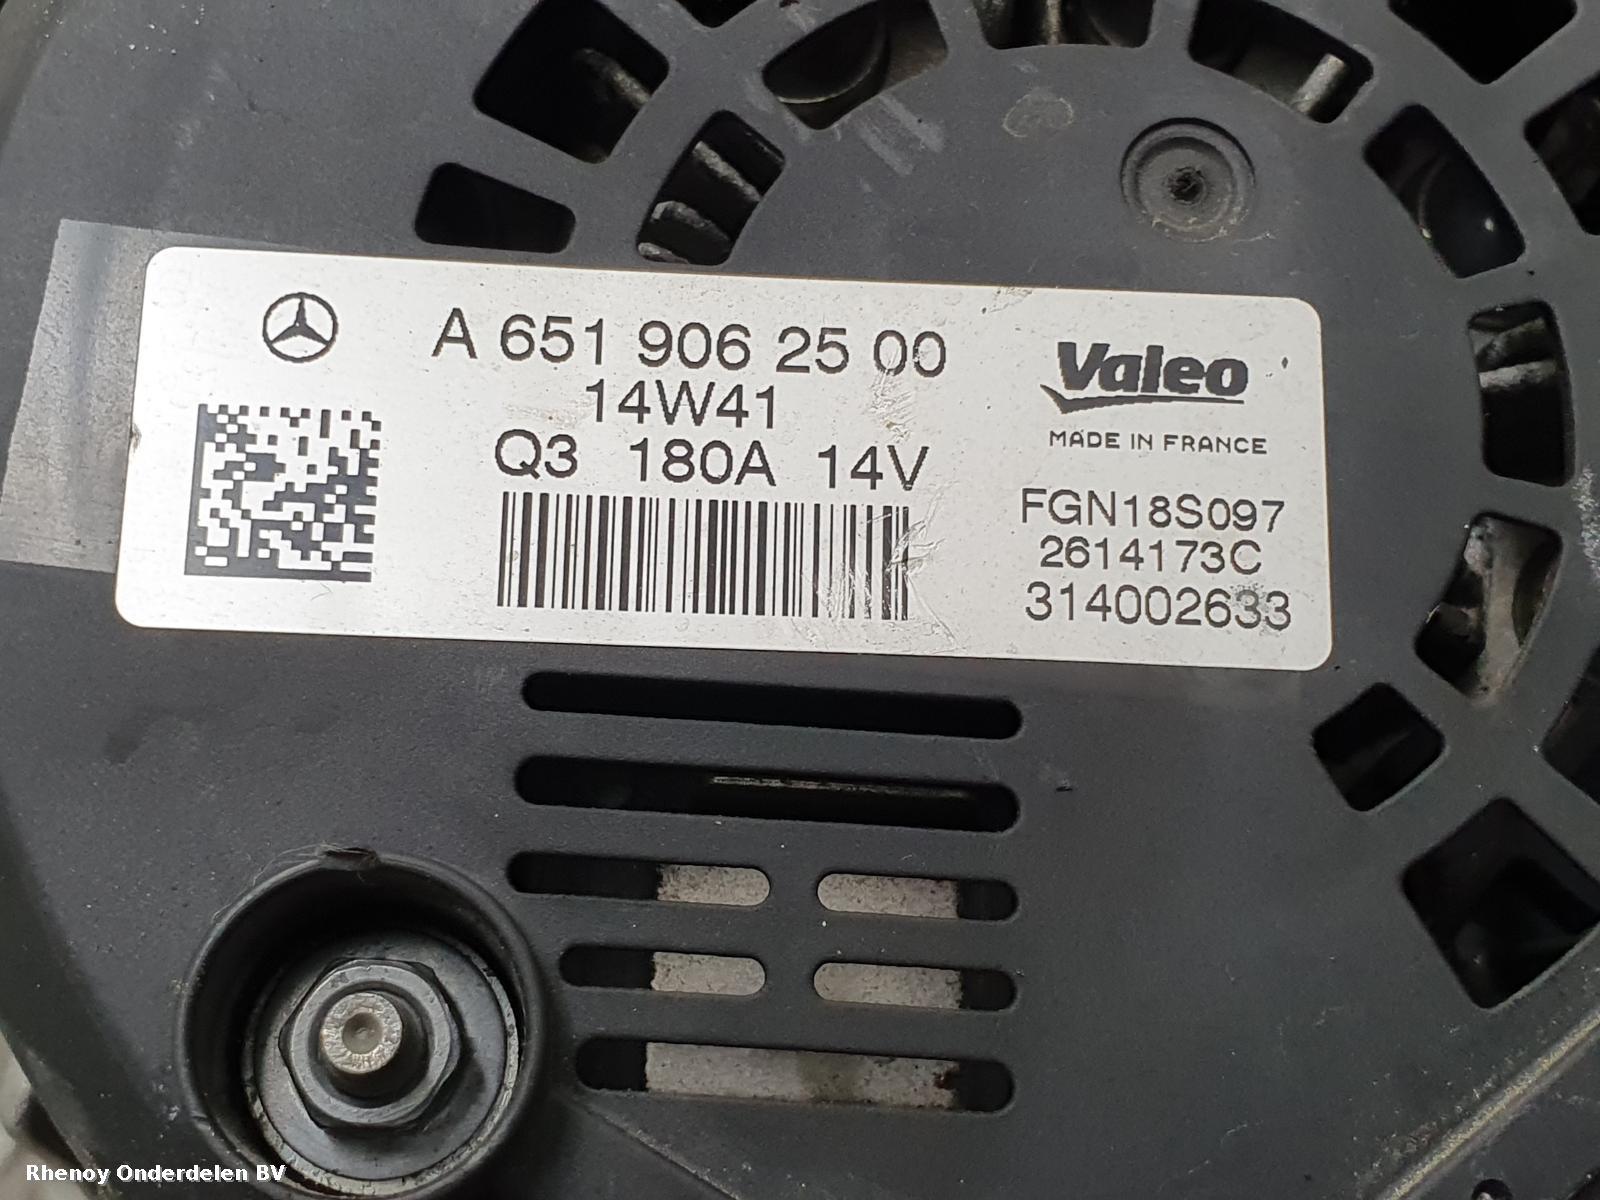 A 651 906 25 00
14W41
Q3 180A 14V
Valeo
MADE IN FRANCE
FGN18S097
2614173C
314002633
Rhenoy Onderdelen BV